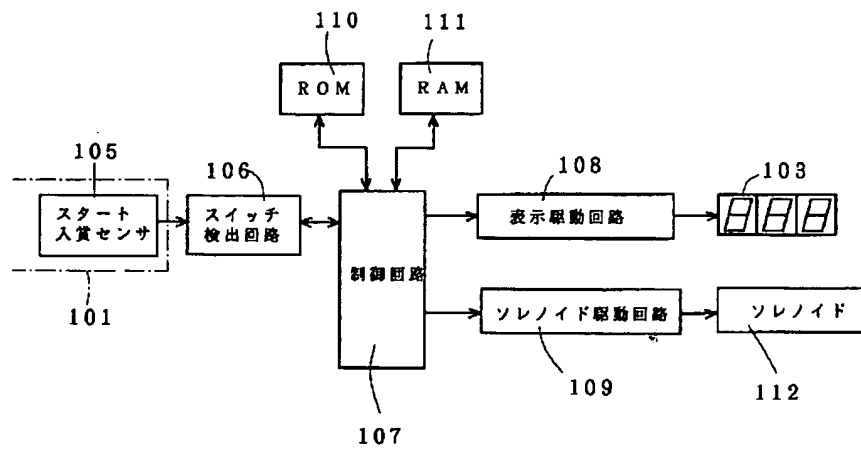 110
111
ROM
RAM
105
106
108
103
スタート
入賞センサ
スイッチ
検出回路
制御回路
表示駆動回路
101
ソレノイド駆動回路
ソレノイド
109
112
107